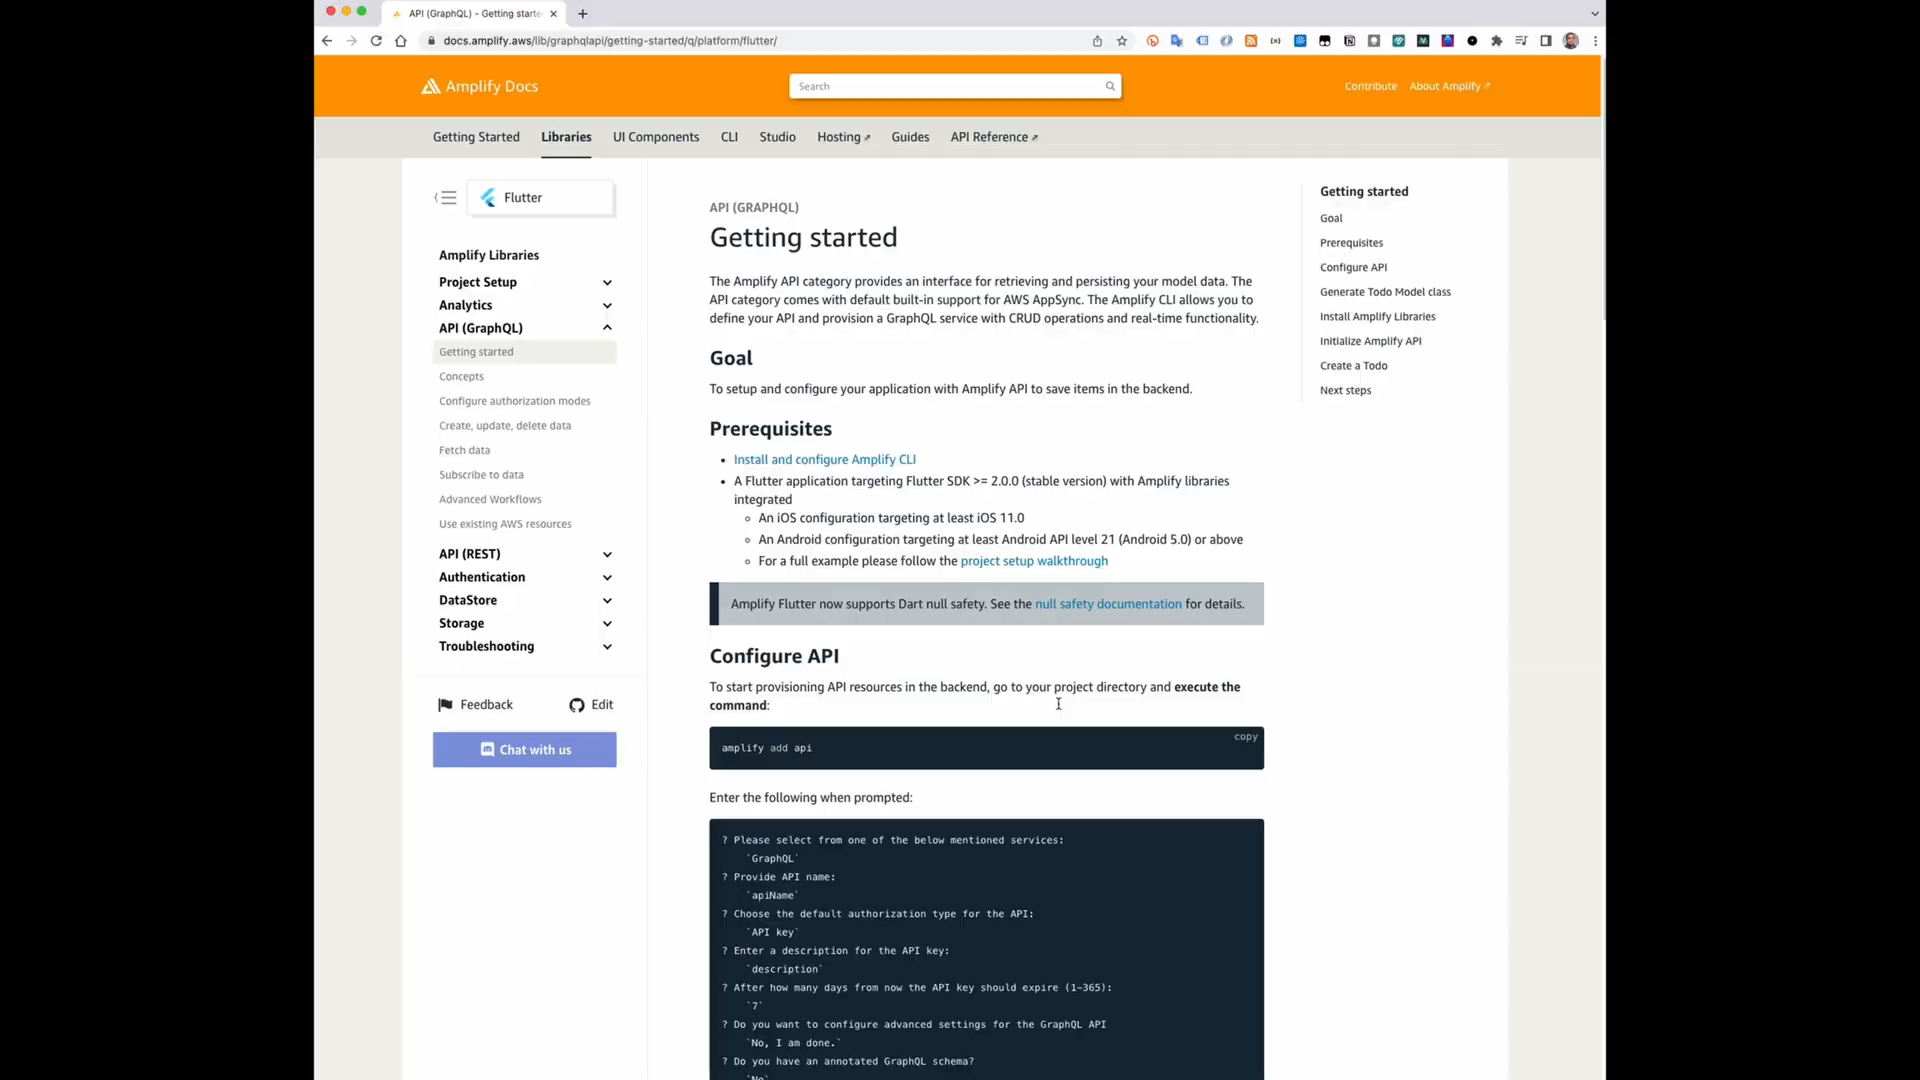 API (GraphQL) - Getting starte
docs.amplify.aws/lib/graphqlapi/getting-started/q/platform/flutter/
Amplify Docs
Search
Contribute
About Amplify
Getting Started
Libraries
UI Components
CLI
Studio
Hosting
Guides
API Reference
Flutter
Amplify Libraries
Project Setup
Analytics
API (GraphQL)
Getting started
Concepts
Configure authorization modes
Create, update, delete data
Fetch data
Subscribe to data
Advanced Workflows
Use existing AWS resources
API (REST)
Authentication
DataStore
Storage
Troubleshooting
Feedback
Edit
Chat with us
API (GRAPHQL)
Getting started
The Amplify API category provides an interface for retrieving and persisting your model data. The
API category comes with default built-in support for AWS AppSync. The Amplify CLI allows you to
define your API and provision a GraphQL service with CRUD operations and real-time functionality.
Goal
To setup and configure your application with Amplify API to save items in the backend.
Prerequisites
• Install and configure Amplify CLI
• A Flutter application targeting Flutter SDK >= 2.0.0 (stable version) with Amplify libraries
integrated
◦ An iOS configuration targeting at least iOS 11.0
◦ An Android configuration targeting at least Android API level 21 (Android 5.0) or above
◦ For a full example please follow the project setup walkthrough
Amplify Flutter now supports Dart null safety. See the null safety documentation for details.
Configure API
To start provisioning API resources in the backend, go to your project directory and execute the
command:
copy
amplify add api
Enter the following when prompted:
? Please select from one of the below mentioned services:
`GraphQL`
? Provide API name:
`apiName`
? Choose the default authorization type for the API:
`API key`
? Enter a description for the API key:
`description`
? After how many days from now the API key should expire (1-365):
`7`
? Do you want to configure advanced settings for the GraphQL API
`No, I am done.`
? Do you have an annotated GraphQL schema?
`No`
Getting started
Goal
Prerequisites
Configure API
Generate Todo Model class
Install Amplify Libraries
Initialize Amplify API
Create a Todo
Next steps